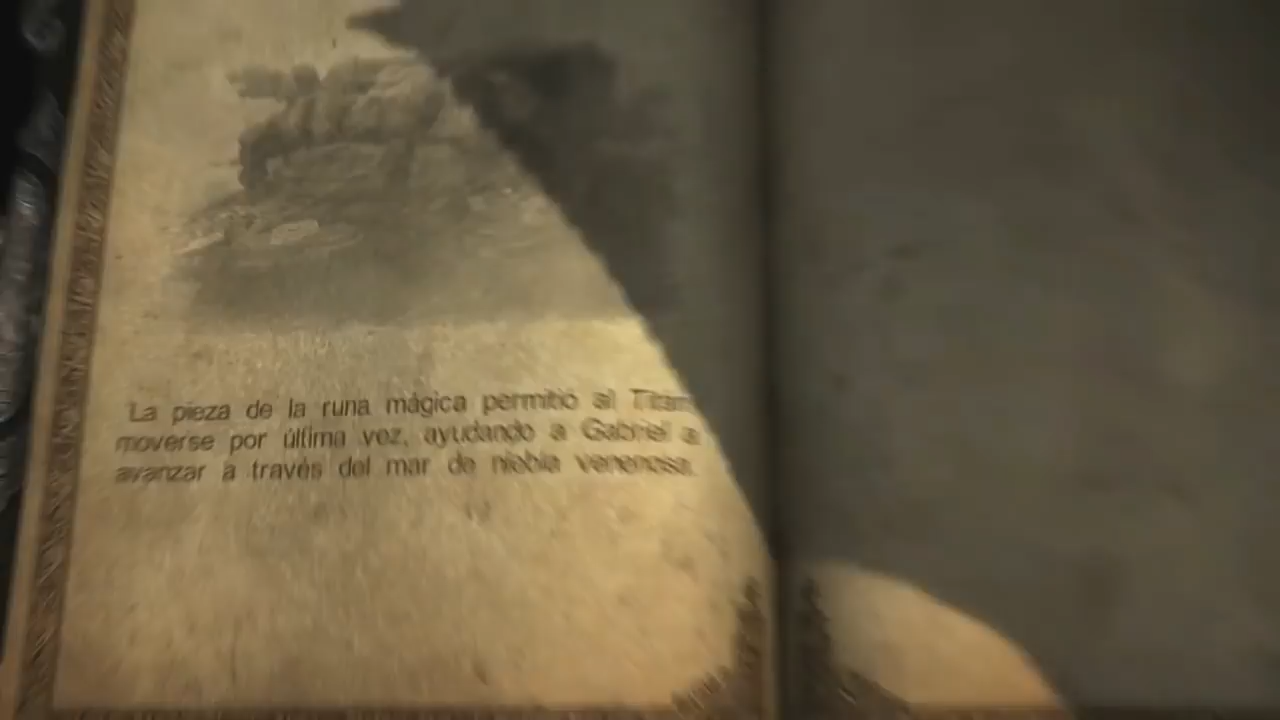 La pieza de la runa mágica permitió al Titán
moverse por última vez, ayudando a Gabriel a
avanzar a través del mar de niebla venenosa.